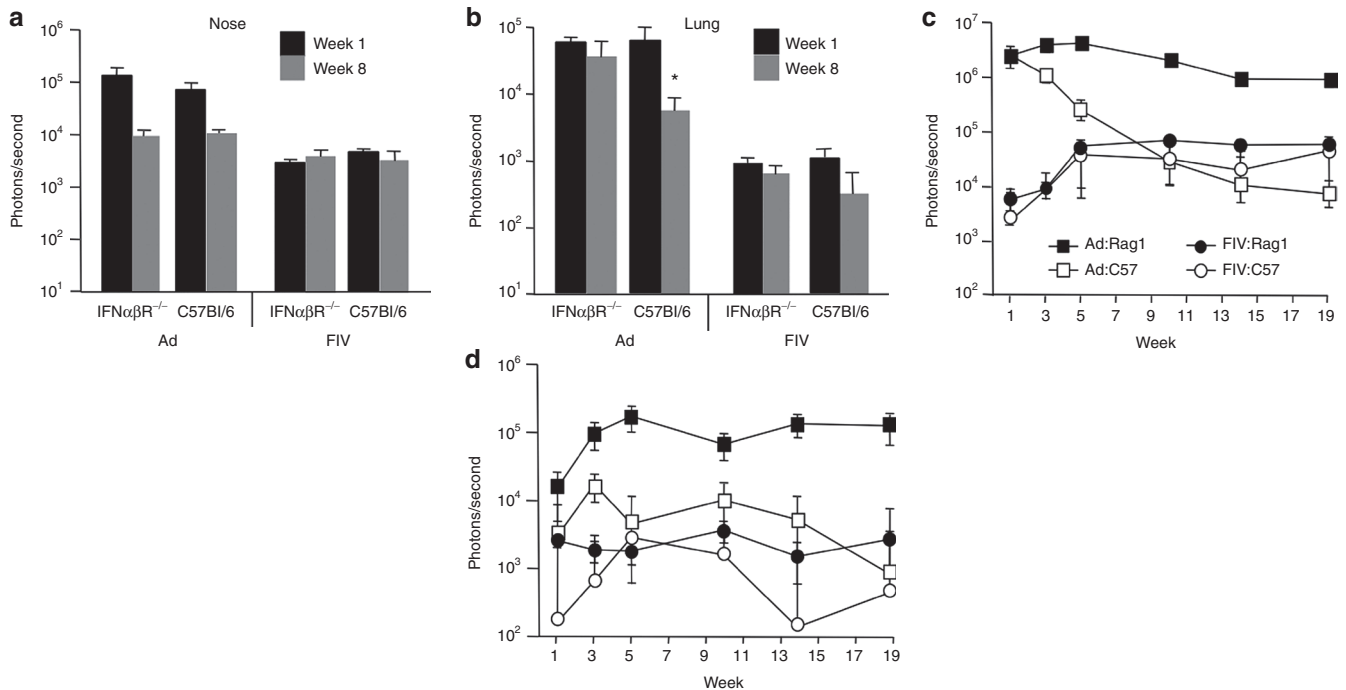 a
Nose
10⁶
10⁵
10⁴
10³
10²
10¹
Photons/second
Week 1
Week 8
IFNαβR⁻/⁻ C57Bl/6 IFNαβR⁻/⁻ C57Bl/6
Ad FIV
b
Lung
10⁵
10⁴
10³
10²
10¹
Photons/second
Week 1
Week 8
*
IFNαβR⁻/⁻ C57Bl/6 IFNαβR⁻/⁻ C57Bl/6
Ad FIV
c
10⁷
10⁶
10⁵
10⁴
10³
10²
Photons/second
Ad:Rag1 FIV:Rag1
Ad:C57 FIV:C57
1 3 5 7 9 11 13 15 17 19
Week
d
10⁶
10⁵
10⁴
10³
10²
Photons/second
1 3 5 7 9 11 13 15 17 19
Week